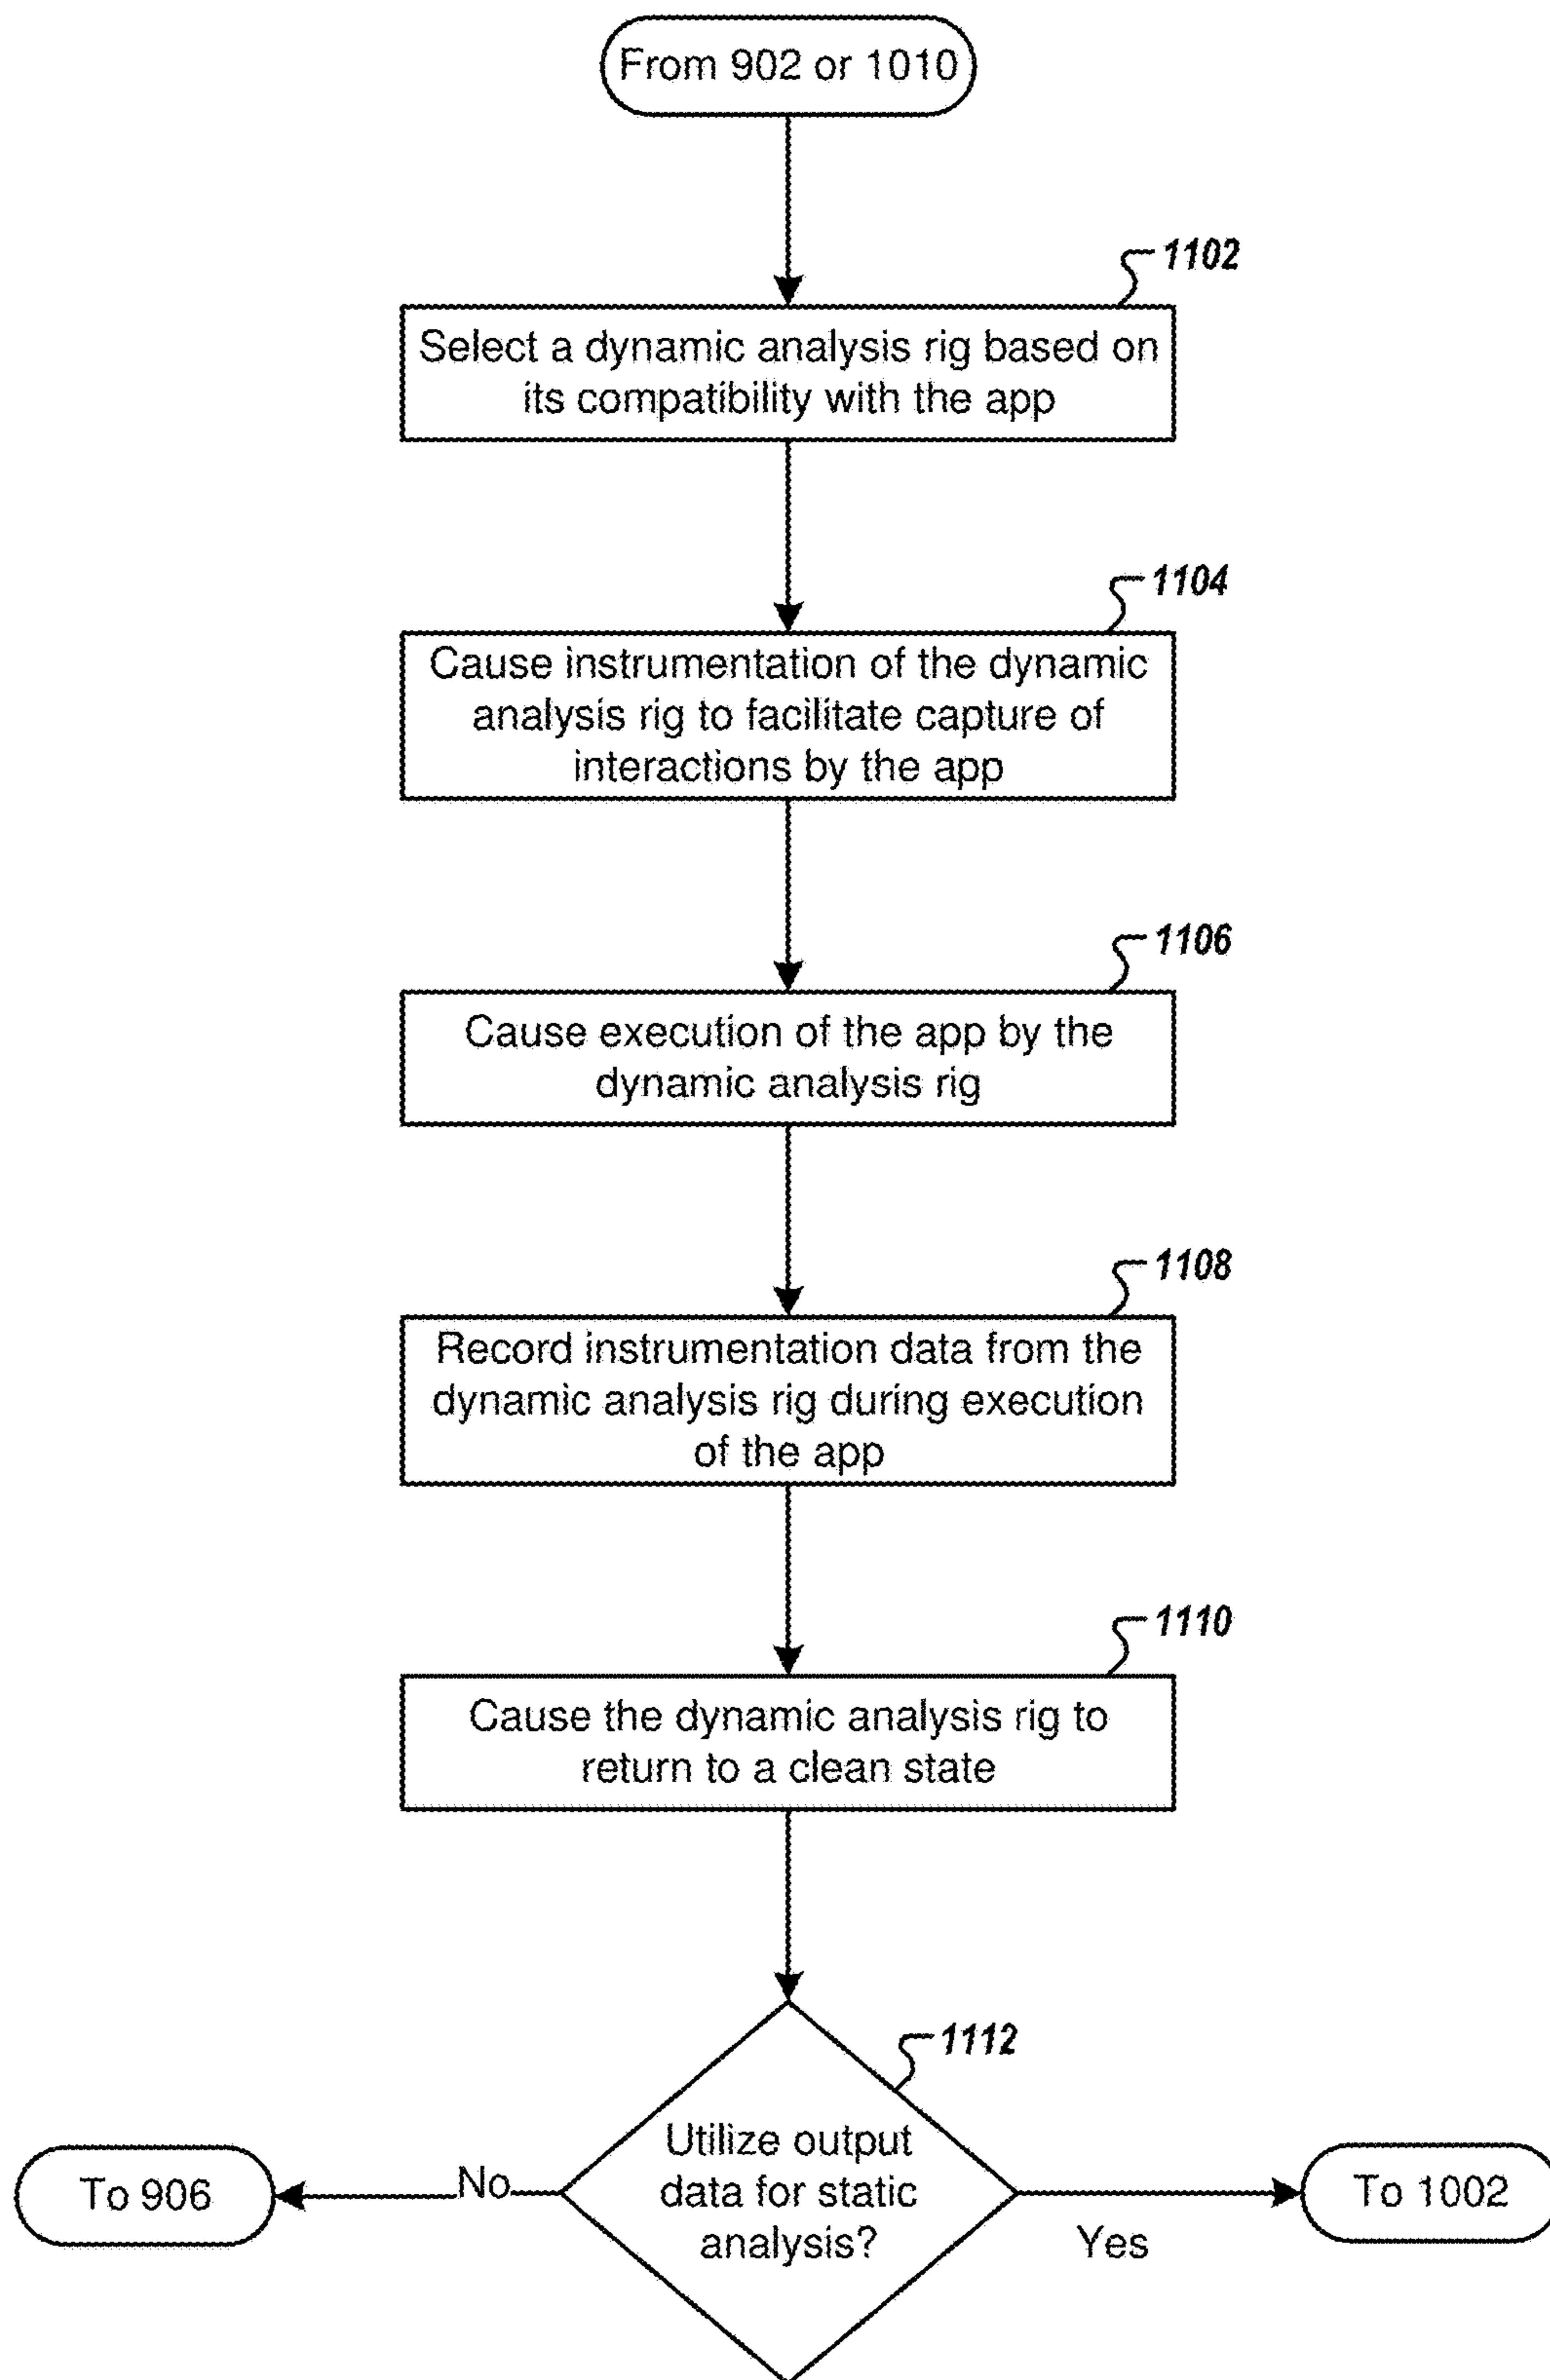 From 902 or 1010
1102
Select a dynamic analysis rig based on
its compatibility with the app
1104
Cause instrumentation of the dynamic
analysis rig to facilitate capture of
interactions by the app
1106
Cause execution of the app by the
dynamic analysis rig
1108
Record instrumentation data from the
dynamic analysis rig during execution
of the app
1110
Cause the dynamic analysis rig to
return to a clean state
1112
Utilize output
data for static
analysis?
No
To 906
Yes
To 1002